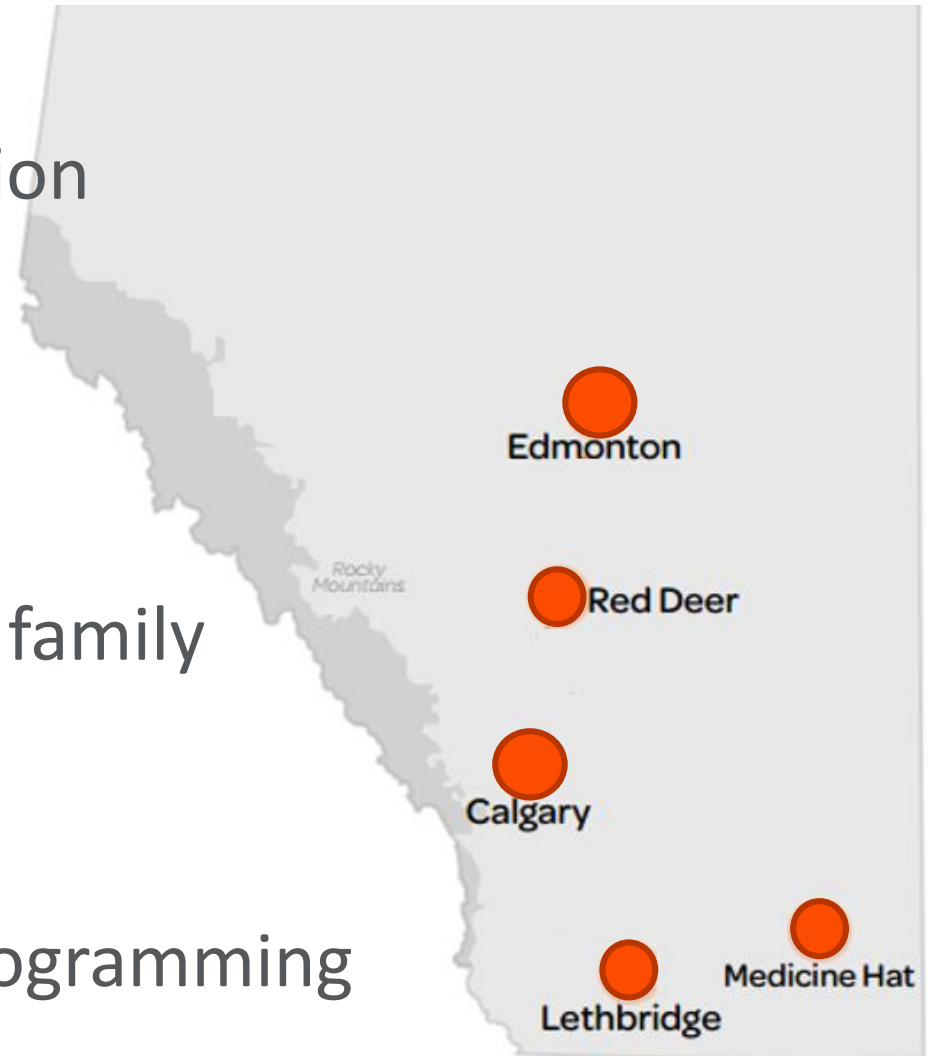 ion
Edmonton
Rocky
Mountains
Red Deer
family
Calgary
ogramming
Medicine Hat
Lethbridge